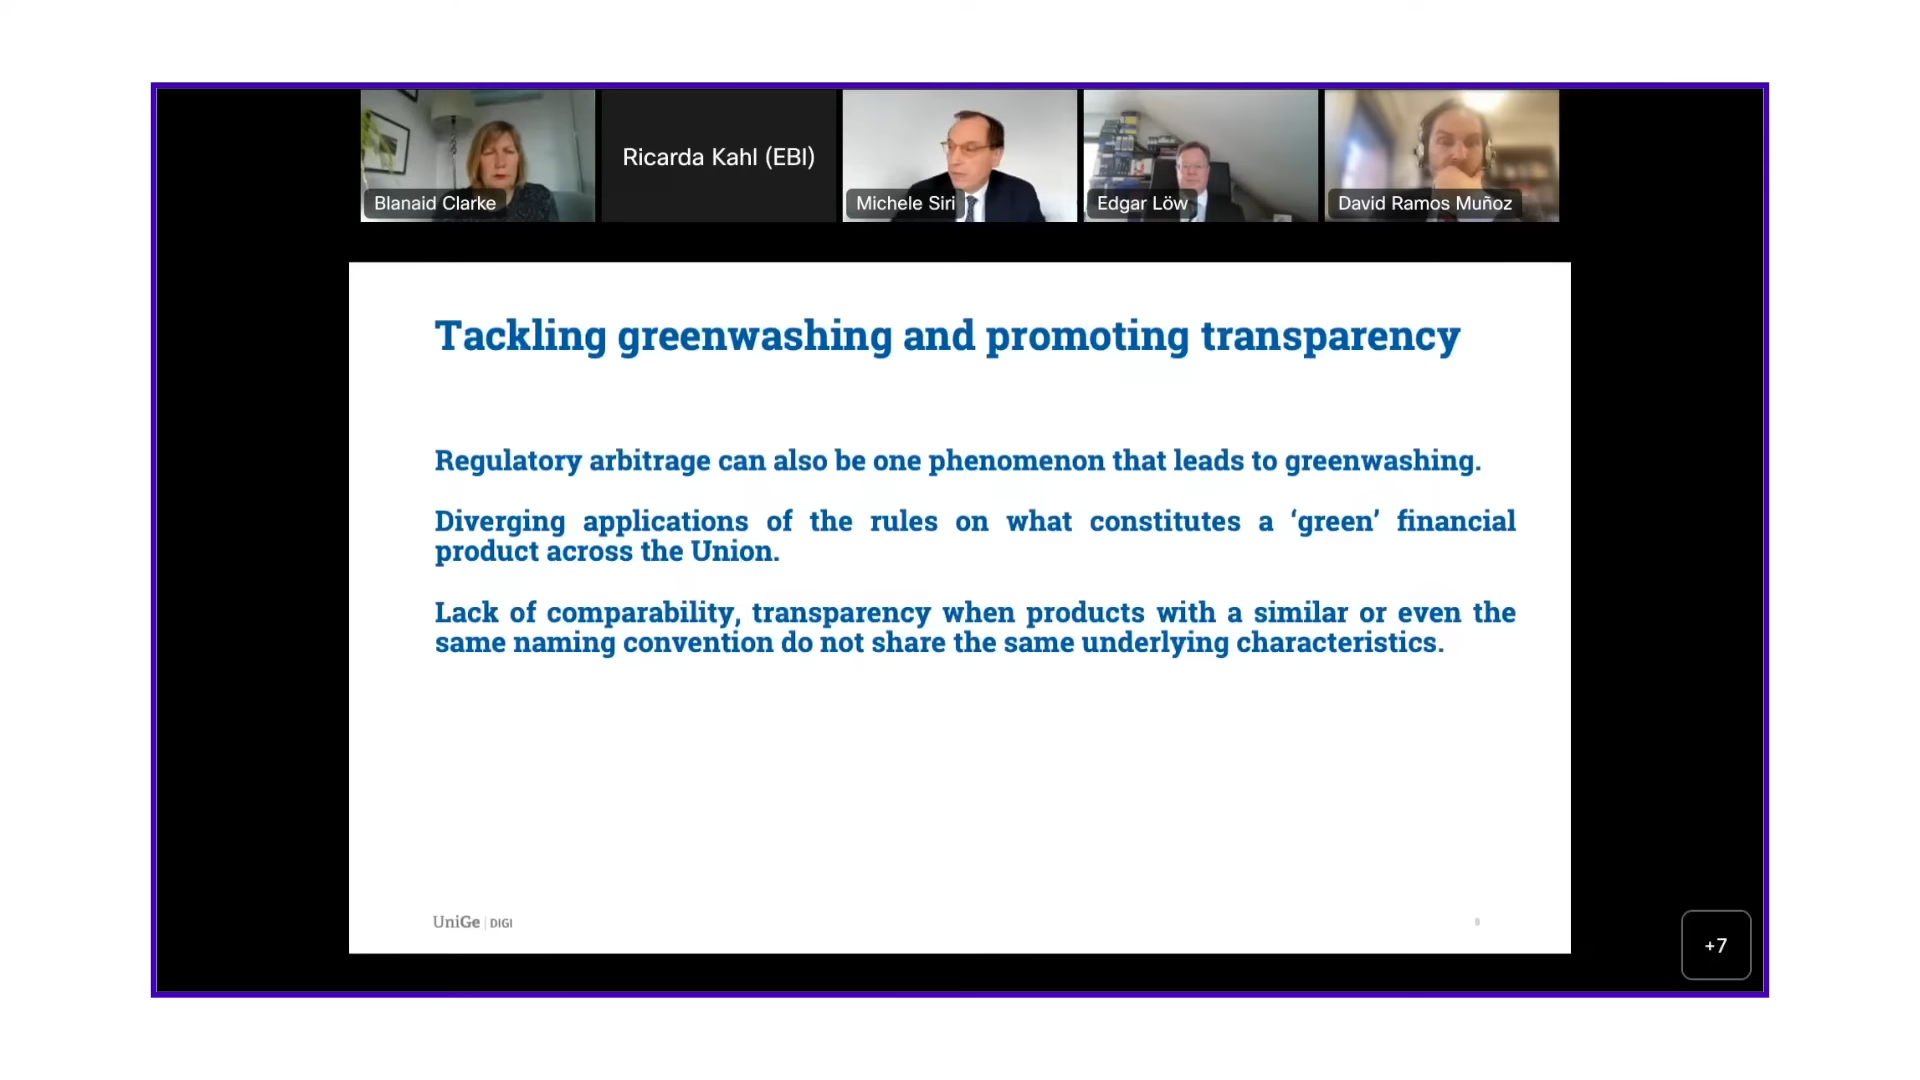 Ricarda Kahl (EBI)
Blanaid Clarke
Michele Siri
Edgar Löw
David Ramos Muñoz
Tackling greenwashing and promoting transparency
Regulatory arbitrage can also be one phenomenon that leads to greenwashing.
Diverging applications of the rules on what constitutes a ‘green’ financial
product across the Union.
Lack of comparability, transparency when products with a similar or even the
same naming convention do not share the same underlying characteristics.
UniGe | DIGI
+7